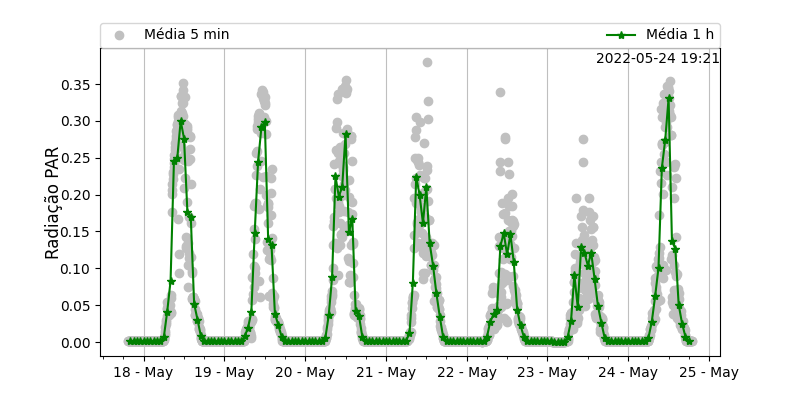 Média 5 min
Média 1 h
2022-05-24 19:21
Radiação PAR
0.35
0.30
0.25
0.20
0.15
0.10
0.05
0.00
18 - May
19 - May
20 - May
21 - May
22 - May
23 - May
24 - May
25 - May